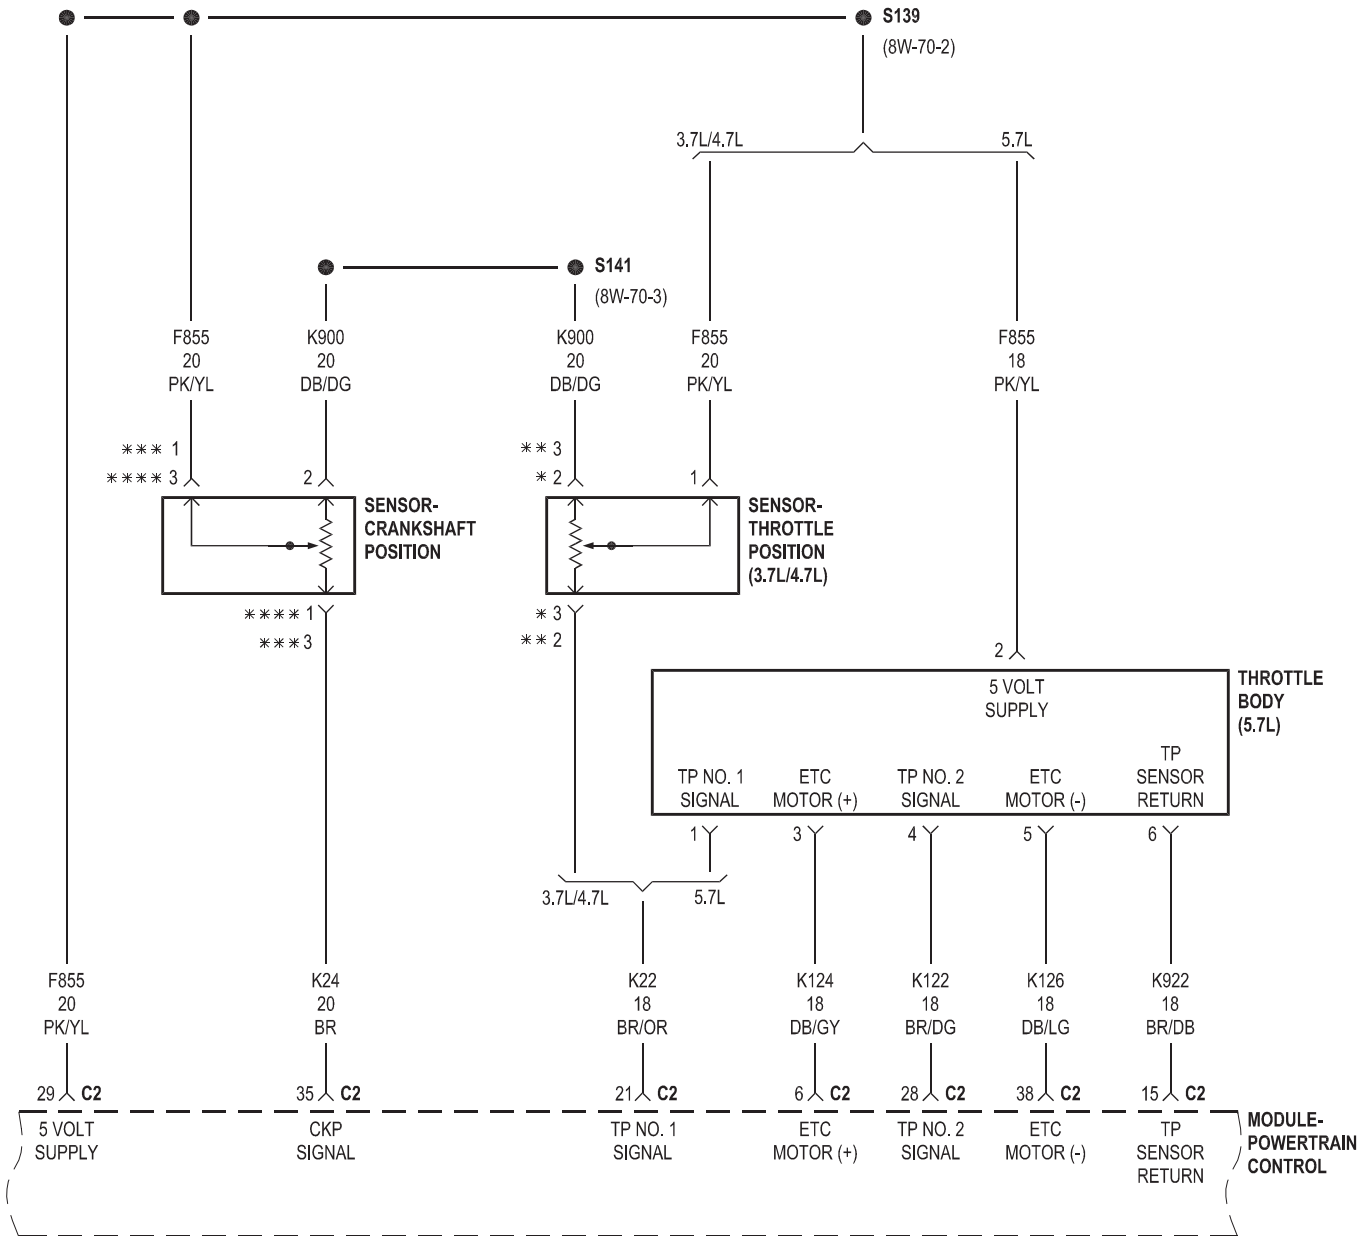 S139
(8W-70-2)
3.7L/4.7L
5.7L
S141
(8W-70-3)
F855
20
PK/YL
K900
20
DB/DG
K900
20
DB/DG
F855
20
PK/YL
F855
18
PK/YL
*** 1
**** 3
2
** 3
* 2
1
SENSOR-
CRANKSHAFT
POSITION
SENSOR-
THROTTLE
POSITION
(3.7L/4.7L)
**** 1
*** 3
* 3
** 2
2
5 VOLT
SUPPLY
THROTTLE
BODY
(5.7L)
TP NO. 1
SIGNAL
ETC
MOTOR (+)
TP NO. 2
SIGNAL
ETC
MOTOR (-)
TP
SENSOR
RETURN
1
3
4
5
6
3.7L/4.7L
5.7L
F855
20
PK/YL
K24
20
BR
K22
18
BR/OR
K124
18
DB/GY
K122
18
BR/DG
K126
18
DB/LG
K922
18
BR/DB
29 C2
35 C2
21 C2
6 C2
28 C2
38 C2
15 C2
5 VOLT
SUPPLY
CKP
SIGNAL
TP NO. 1
SIGNAL
ETC
MOTOR (+)
TP NO. 2
SIGNAL
ETC
MOTOR (-)
TP
SENSOR
RETURN
MODULE-
POWERTRAIN
CONTROL